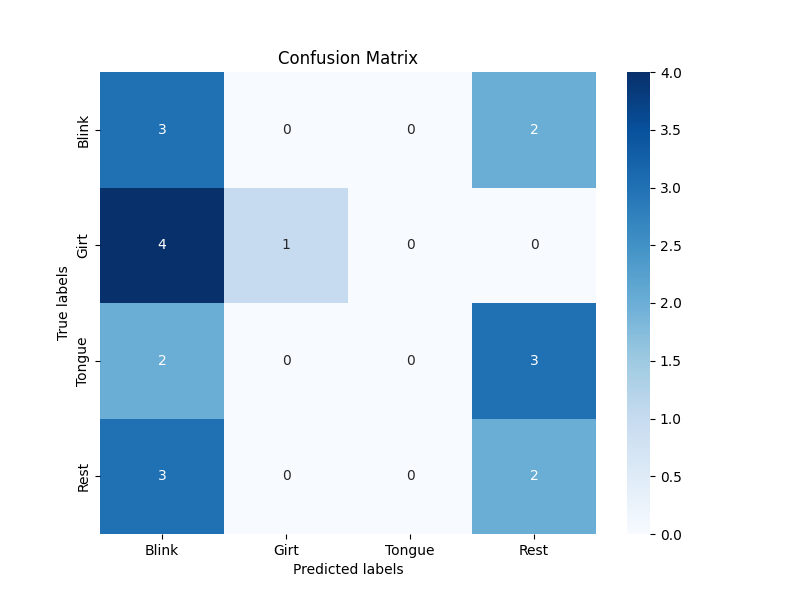 Confusion Matrix
True labels
Blink 3 0 0 2
Girt 4 1 0 0
Tongue 2 0 0 3
Rest 3 0 0 2
Blink Girt Tongue Rest
Predicted labels
4.0
3.5
3.0
2.5
2.0
1.5
1.0
0.5
0.0